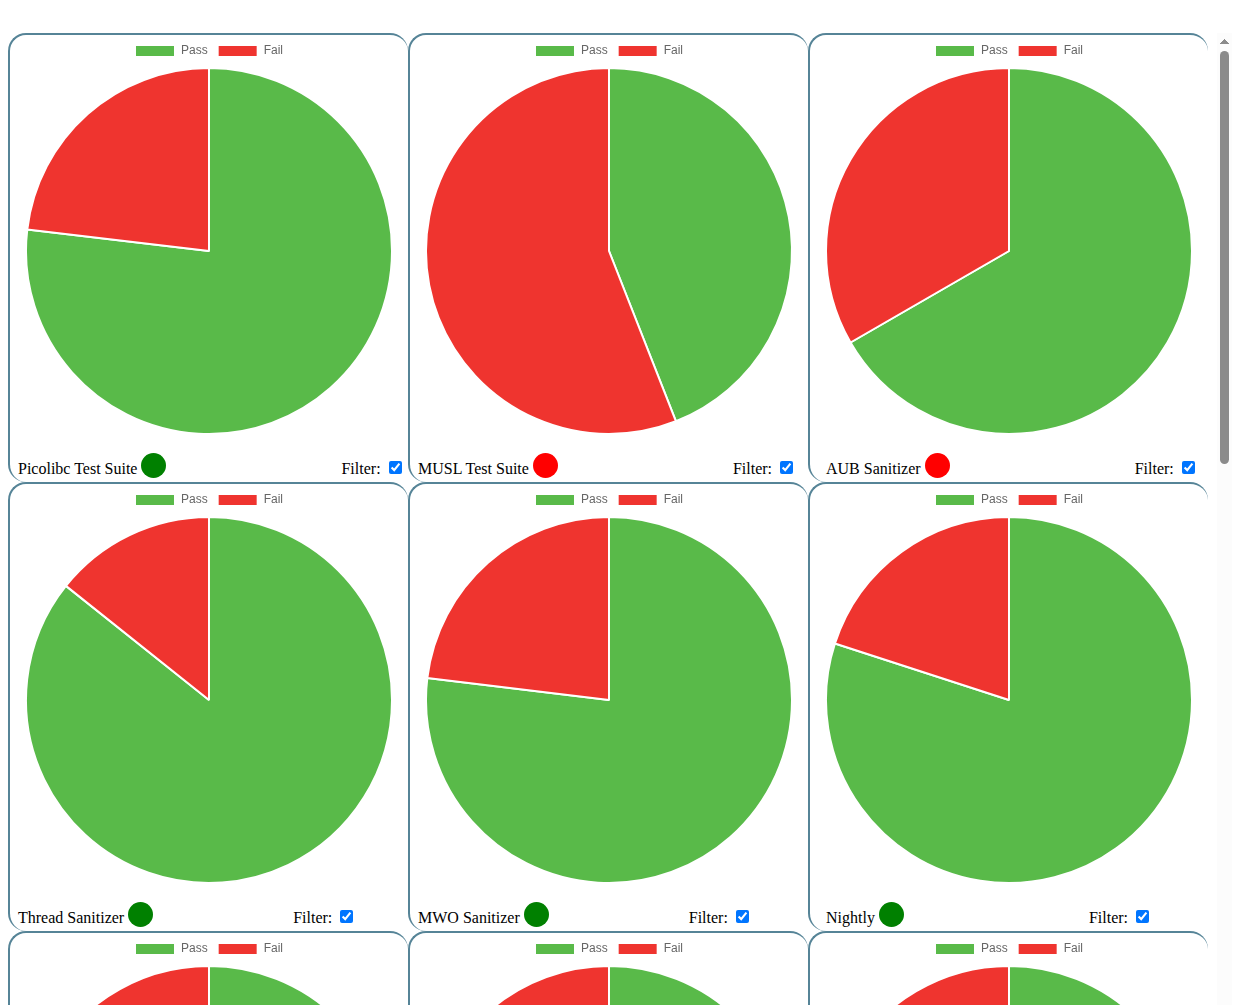 Pass Fail
Pass Fail
Pass Fail
Picolibc Test Suite Filter:
MUSL Test Suite Filter:
AUB Sanitizer Filter:
Pass Fail
Pass Fail
Pass Fail
Thread Sanitizer Filter:
MWO Sanitizer Filter:
Nightly Filter:
Pass Fail
Pass Fail
Pass Fail